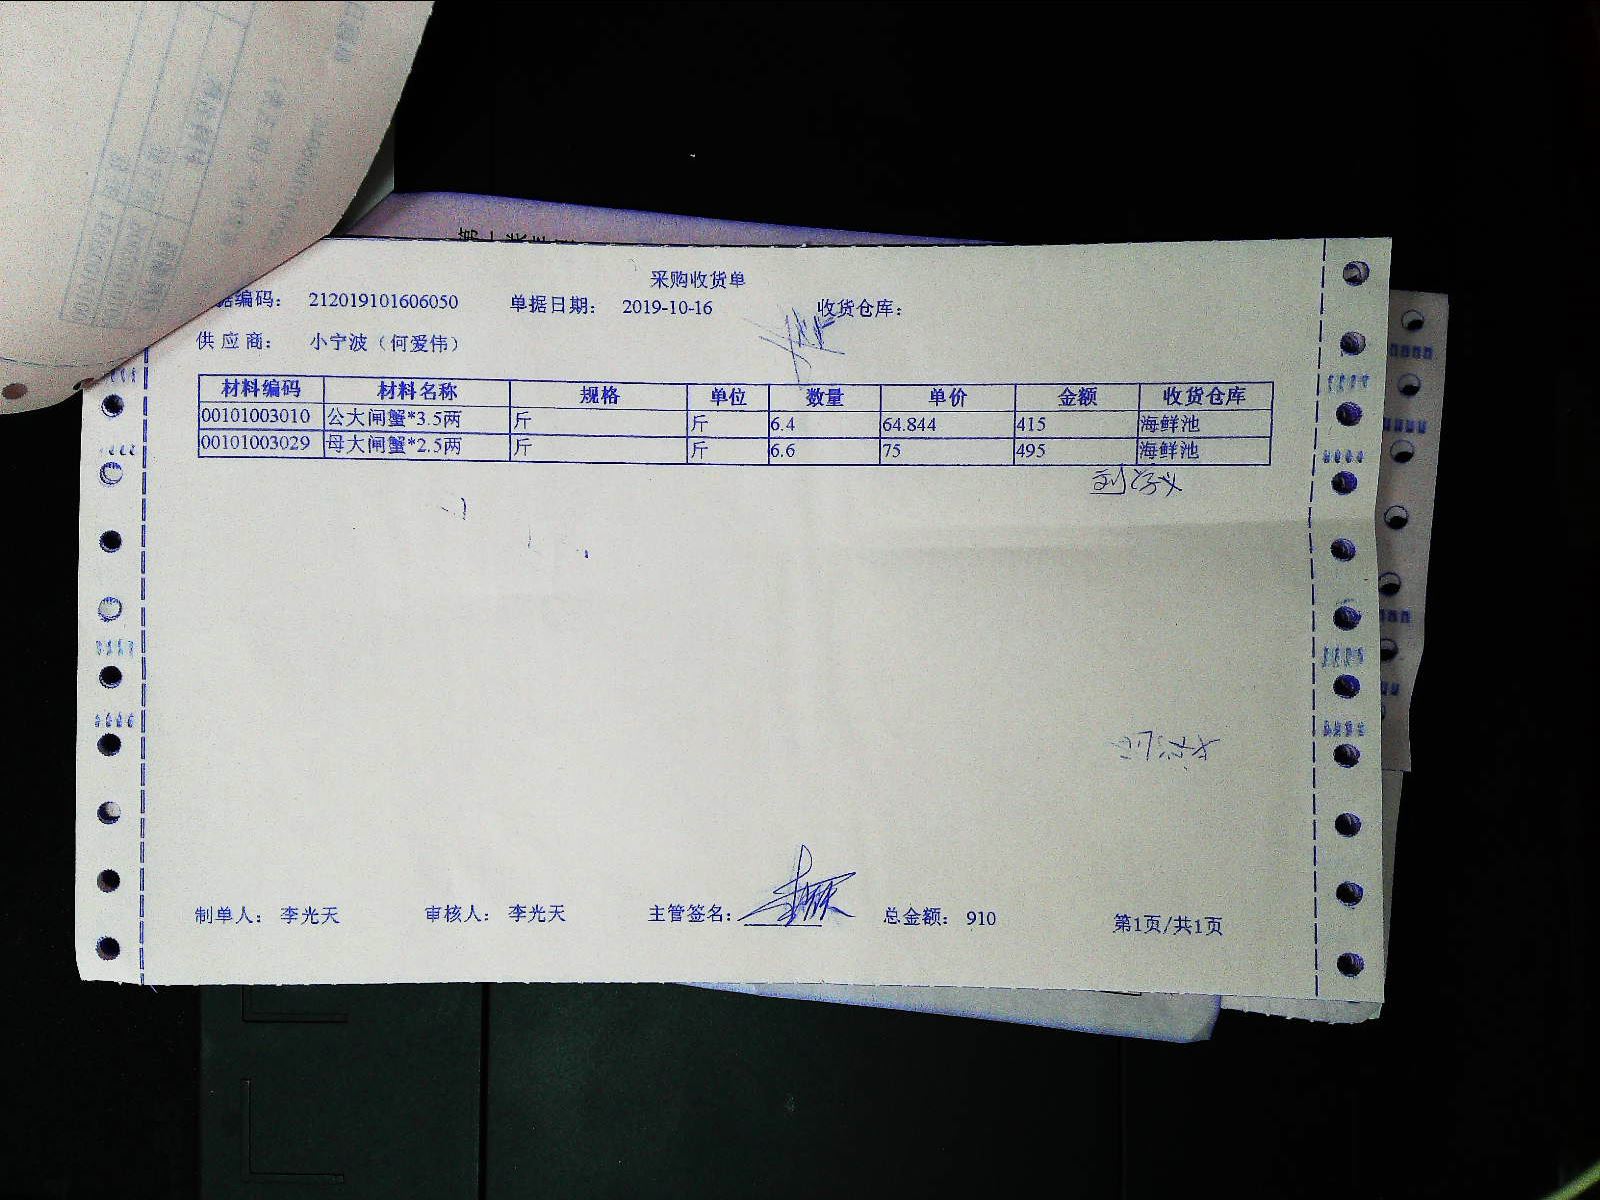 采购收货单
据编码： 212019101606050 单据日期： 2019-10-16 收货仓库：
供 应 商： 小宁波（何爱伟）
材料编码 材料名称 规格 单位 数量 单价 金额 收货仓库
00101003010 公大闸蟹*3.5两 斤 斤 6.4 64.844 415 海鲜池
00101003029 母大闸蟹*2.5两 斤 斤 6.6 75 495 海鲜池
制单人： 李光天 审核人： 李光天 主管签名： 总金额： 910 第1页/共1页